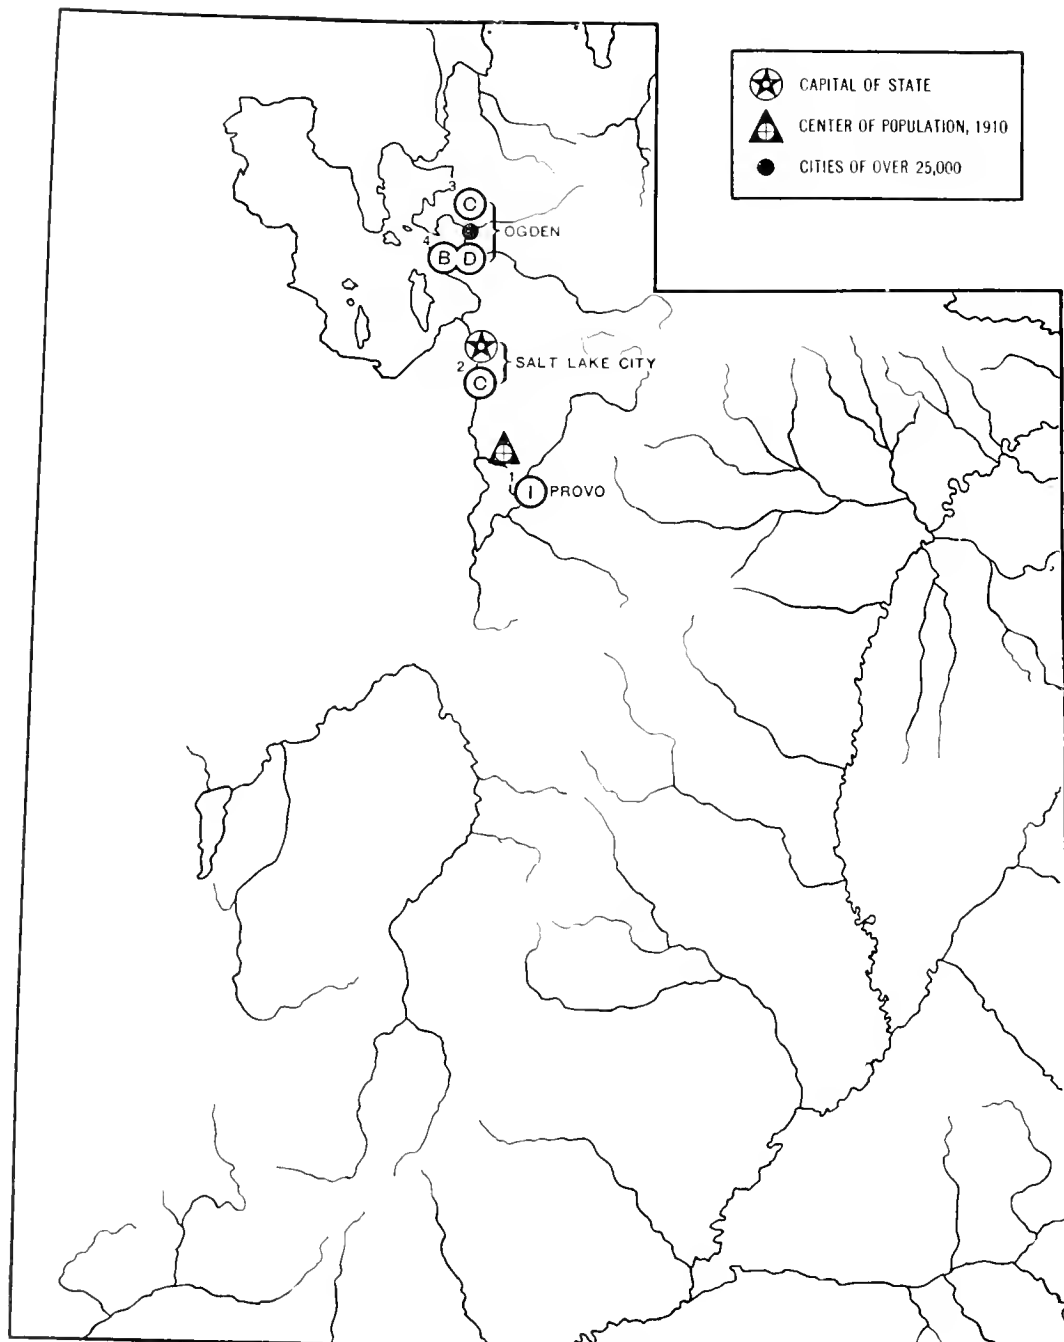 CAPITAL OF STATE
CENTER OF POPULATION, 1910
CITIES OF OVER 25,000
3
C
OGDEN
4
B D
SALT LAKE CITY
2
C
1
I PROVO